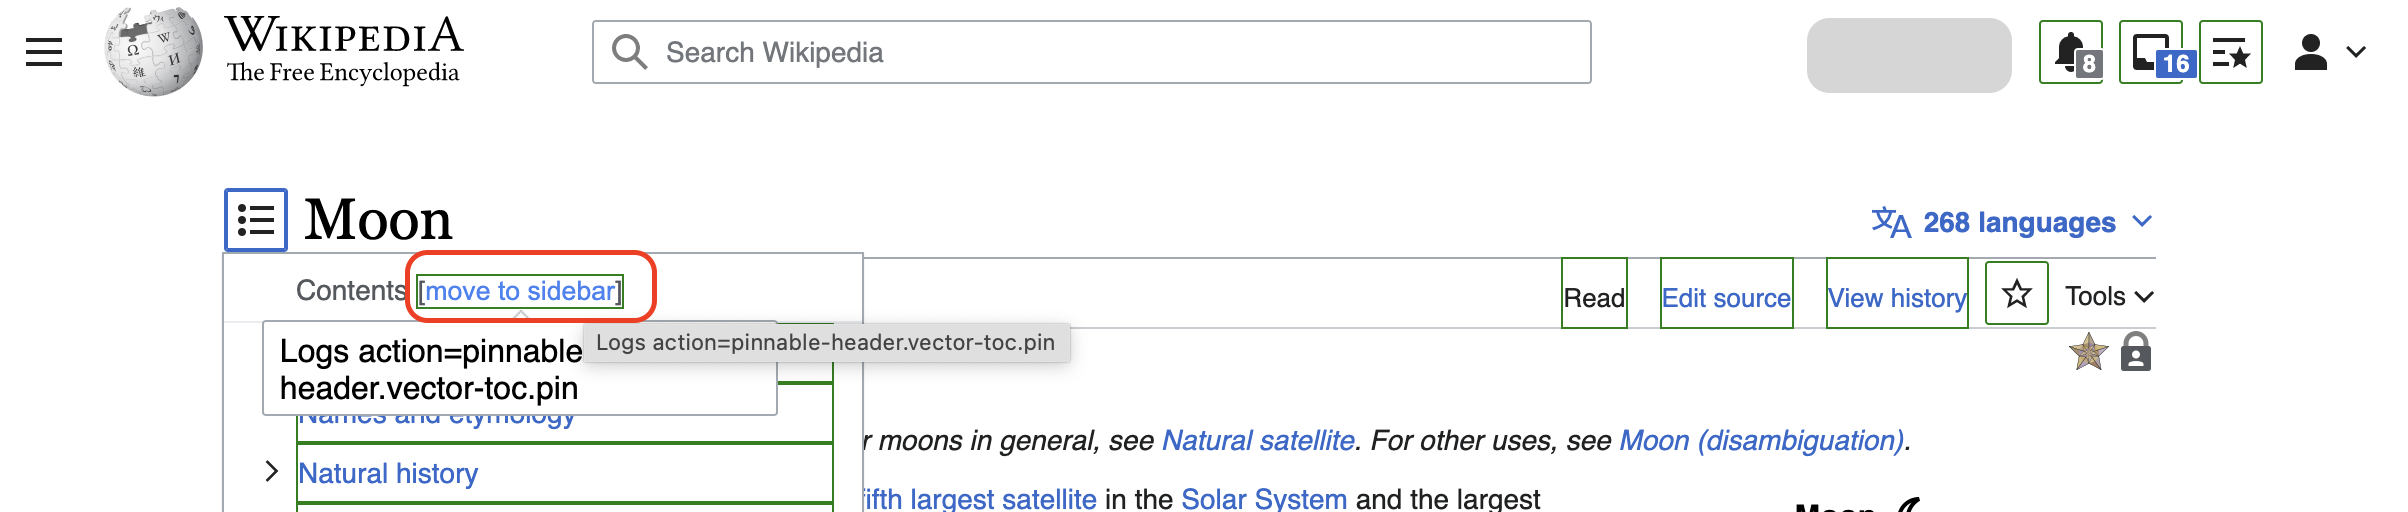 WIKIPEDIA
The Free Encyclopedia
Search Wikipedia
8
16
Moon
268 languages
Contents [move to sidebar]
Read
Edit source
View history
Tools
Logs action=pinnable
header.vector-toc.pin
Logs action=pinnable-header.vector-toc.pin
Names and etymology
r moons in general, see Natural satellite. For other uses, see Moon (disambiguation).
Natural history
ifth largest satellite in the Solar System and the largest
Moon